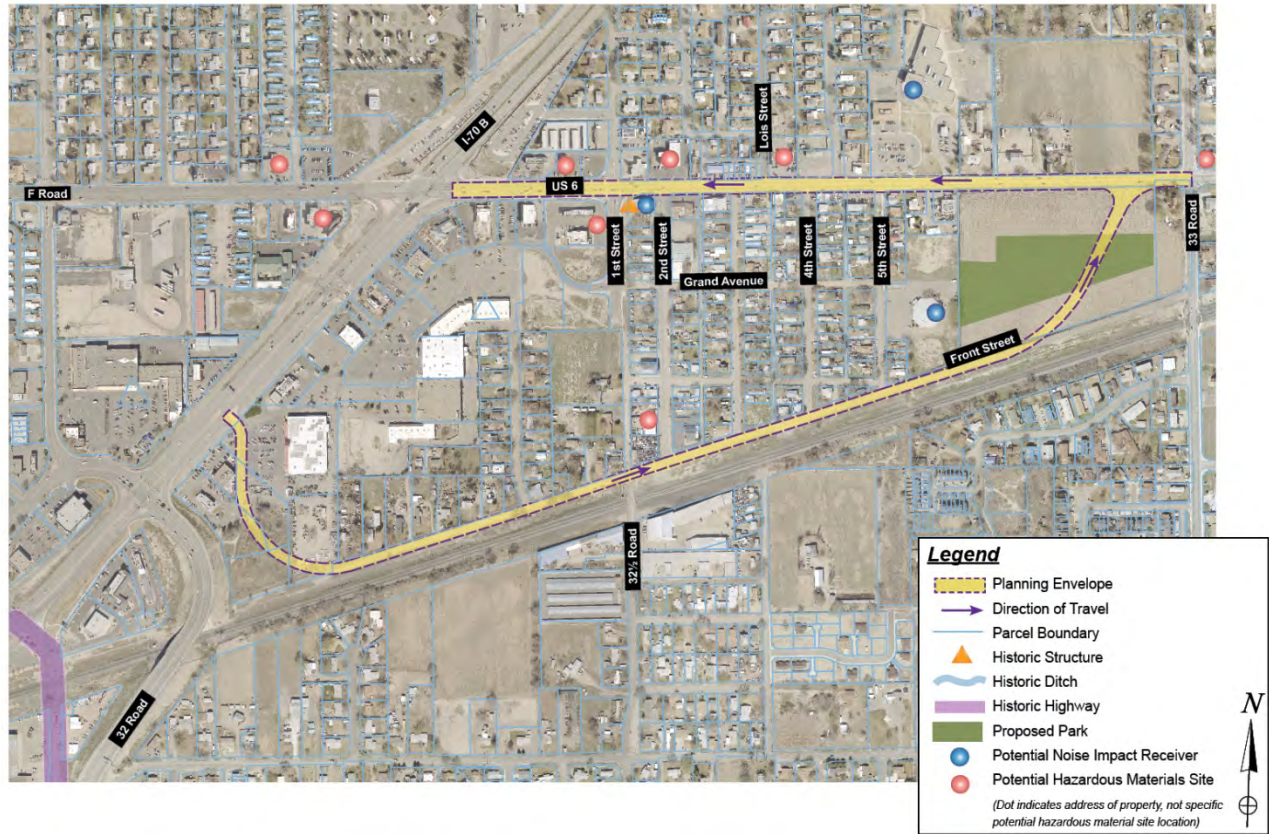 I-70 B
Lois Street
F Road
US 6
33 Road
1st Street
2nd Street
Grand Avenue
4th Street
5th Street
Front Street
32½ Road
32 Road
Legend
Planning Envelope
Direction of Travel
Parcel Boundary
Historic Structure
Historic Ditch
Historic Highway
Proposed Park
Potential Noise Impact Receiver
Potential Hazardous Materials Site
(Dot indicates address of property, not specific
potential hazardous material site location)
N